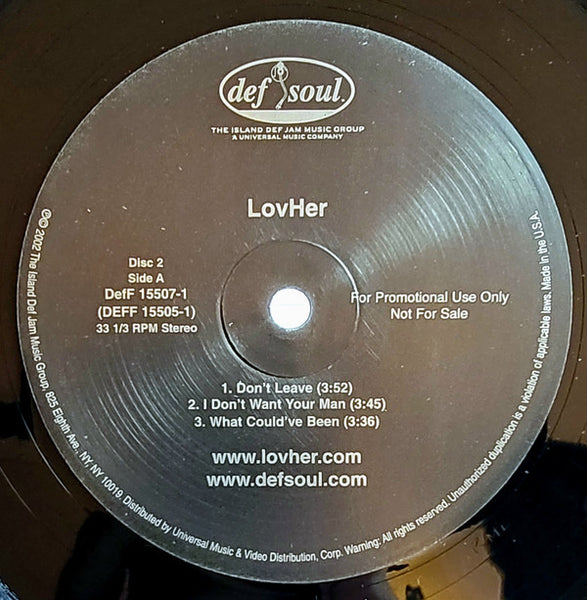 def soul.
THE ISLAND DEF JAM MUSIC GROUP
A UNIVERSAL MUSIC COMPANY
LovHer
Disc 2
Side A
DefF 15507-1
(DEFF 15505-1)
33 1/3 RPM Stereo
For Promotional Use Only
Not For Sale
1. Don't Leave (3:52)
2. I Don't Want Your Man (3:45)
3. What Could've Been (3:36)
www.lovher.com
www.defsoul.com
℗© 2002 The Island Def Jam Music Group, 825 Eighth Ave., NY, NY 10019. Distributed by Universal Music & Video Distribution, Corp. Warning: All rights reserved. Unauthorized duplication is a violation of applicable laws. Made in the U.S.A.